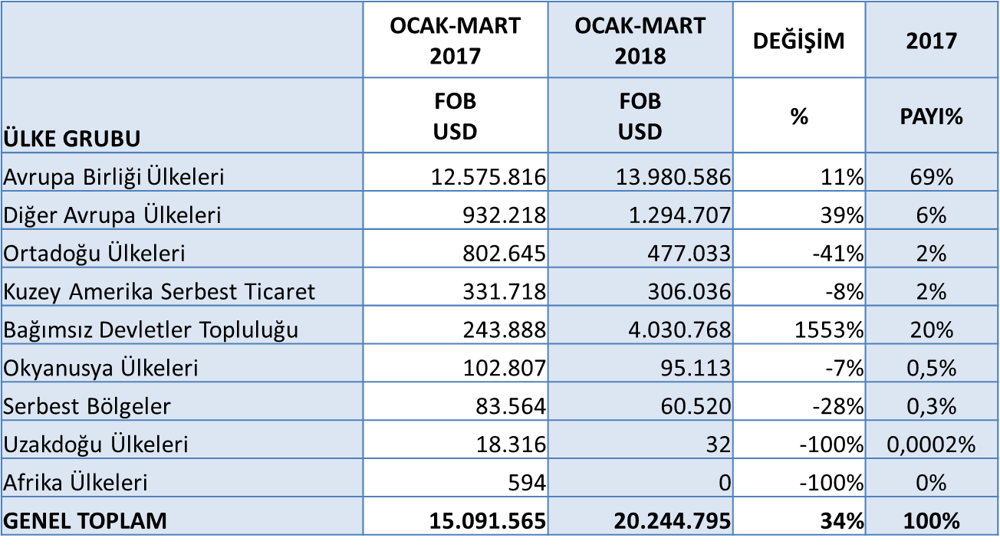 OCAK-MART 2017 OCAK-MART 2018 DEĞİŞİM 2017
ÜLKE GRUBU FOB USD FOB USD % PAYI%
Avrupa Birliği Ülkeleri 12.575.816 13.980.586 11% 69%
Diğer Avrupa Ülkeleri 932.218 1.294.707 39% 6%
Ortadoğu Ülkeleri 802.645 477.033 -41% 2%
Kuzey Amerika Serbest Ticaret 331.718 306.036 -8% 2%
Bağımsız Devletler Topluluğu 243.888 4.030.768 1553% 20%
Okyanusya Ülkeleri 102.807 95.113 -7% 0,5%
Serbest Bölgeler 83.564 60.520 -28% 0,3%
Uzakdoğu Ülkeleri 18.316 32 -100% 0,0002%
Afrika Ülkeleri 594 0 -100% 0%
GENEL TOPLAM 15.091.565 20.244.795 34% 100%